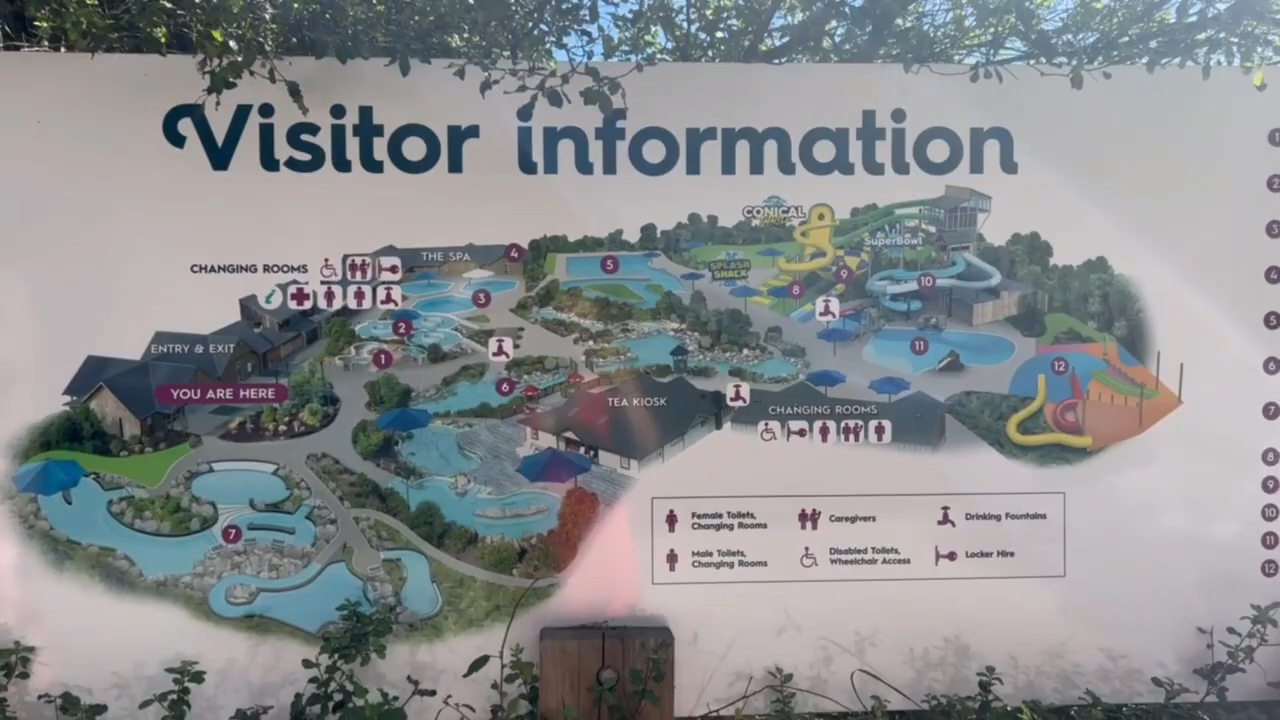 Visitor information
CONICAL
SuperBowl
THE SPA
4
5
SPLASH
SHACK
CHANGING ROOMS
9
8
10
3
2
ENTRY & EXIT
1
11
12
YOU ARE HERE
6
TEA KIOSK
CHANGING ROOMS
7
Female Toilets,
Changing Rooms
Caregivers
Drinking Fountains
Male Toilets,
Changing Rooms
Disabled Toilets,
Wheelchair Access
Locker Hire
1
2
3
4
5
6
7
8
9
10
11
12